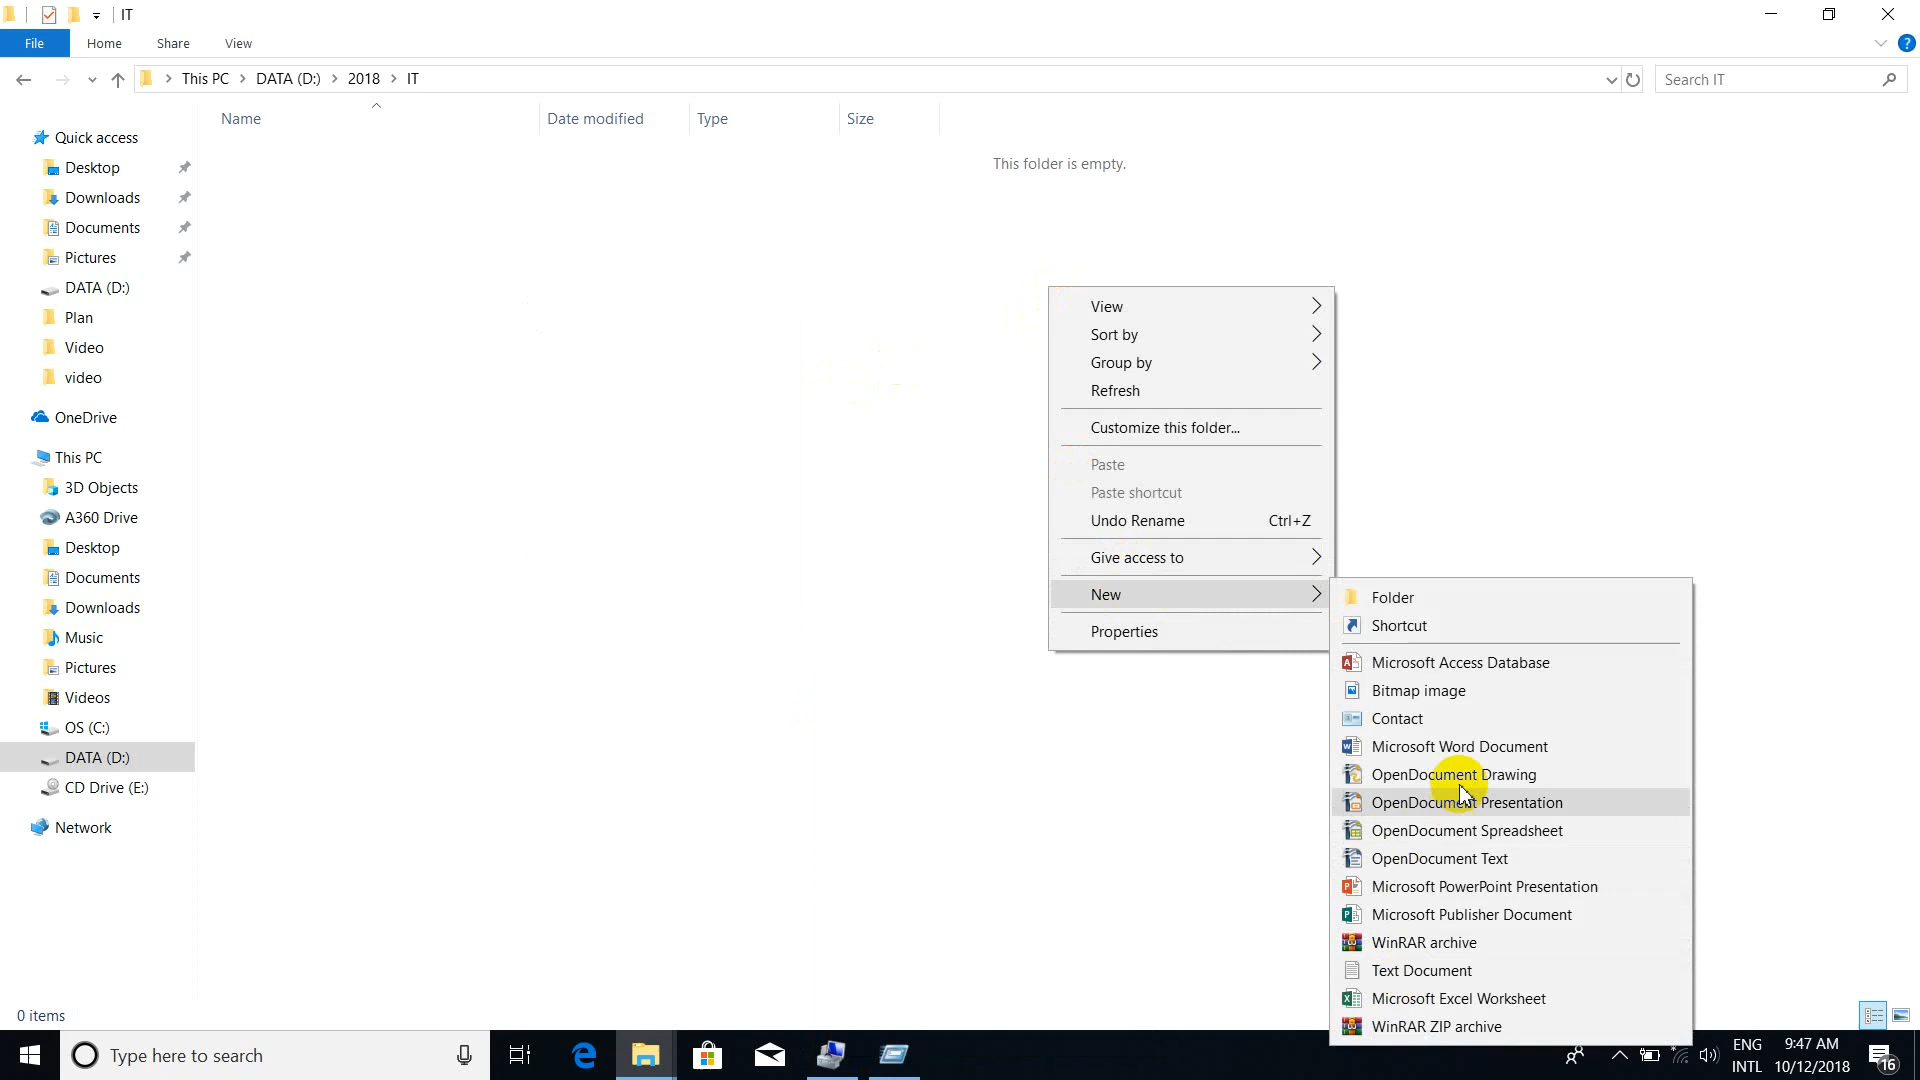 IT
File Home Share View
This PC DATA (D:) 2018 IT
Search IT
Name Date modified Type Size
This folder is empty.
Quick access
Desktop
Downloads
Documents
Pictures
DATA (D:)
Plan
Video
video
OneDrive
This PC
3D Objects
A360 Drive
Desktop
Documents
Downloads
Music
Pictures
Videos
OS (C:)
DATA (D:)
CD Drive (E:)
Network
View
Sort by
Group by
Refresh
Customize this folder...
Paste
Paste shortcut
Undo Rename Ctrl+Z
Give access to
New
Properties
Folder
Shortcut
Microsoft Access Database
Bitmap image
Contact
Microsoft Word Document
OpenDocument Drawing
OpenDocument Presentation
OpenDocument Spreadsheet
OpenDocument Text
Microsoft PowerPoint Presentation
Microsoft Publisher Document
WinRAR archive
Text Document
Microsoft Excel Worksheet
WinRAR ZIP archive
0 items
Type here to search
ENG
INTL
9:47 AM
10/12/2018
16